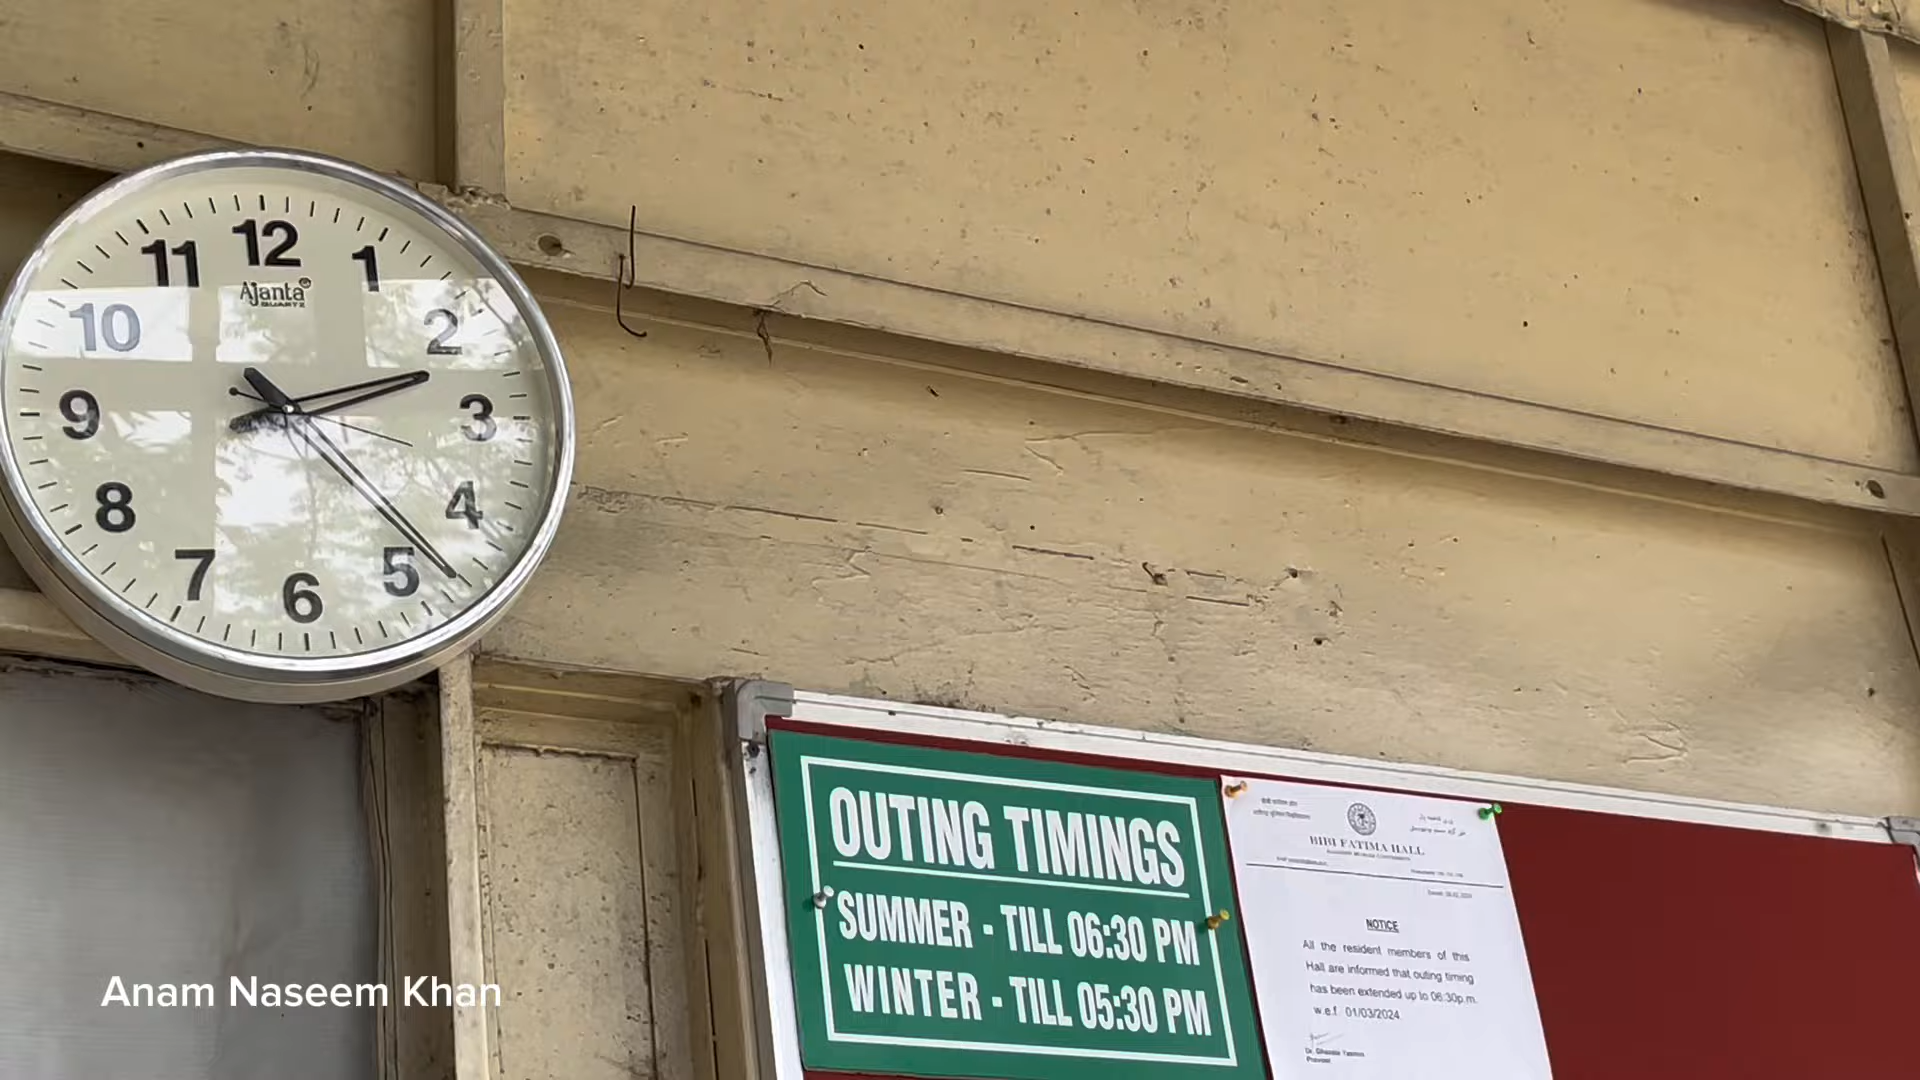 12
11
1
Ajanta
QUARTZ
10
2
9
3
8
4
7
5
6
OUTING TIMINGS
SUMMER - TILL 06:30 PM
WINTER - TILL 05:30 PM
BIBI FATIMA HALL
NOTICE
All the resident members of this
Hall are informed that outing timing
has been extended up to 06:30p.m.
w.e.f. 01/03/2024
Provost
Anam Naseem Khan